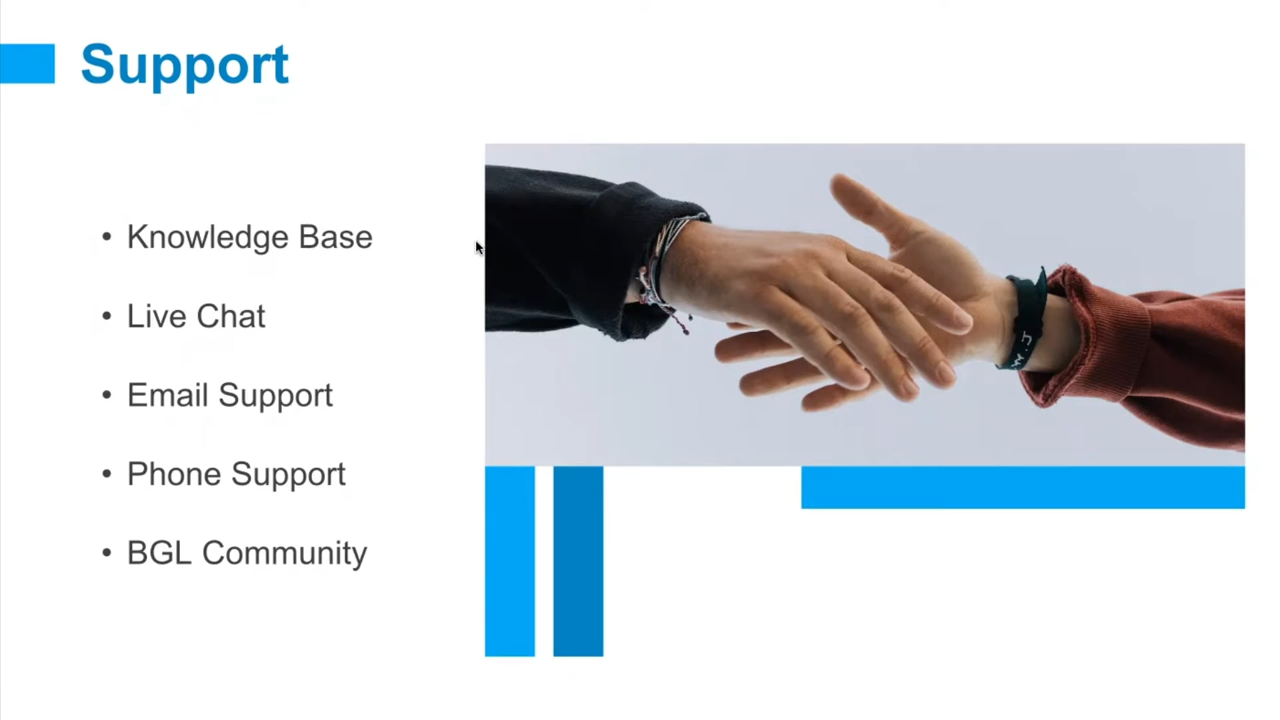 Support
• Knowledge Base
• Live Chat
• Email Support
• Phone Support
• BGL Community